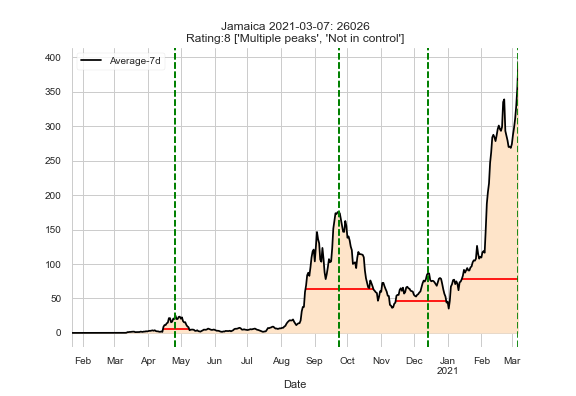 Jamaica 2021-03-07: 26026
Rating:8 ['Multiple peaks', 'Not in control']
Average-7d
400
350
300
250
200
150
100
50
0
Feb Mar Apr May Jun Jul Aug Sep Oct Nov Dec Jan Feb Mar
2021
Date